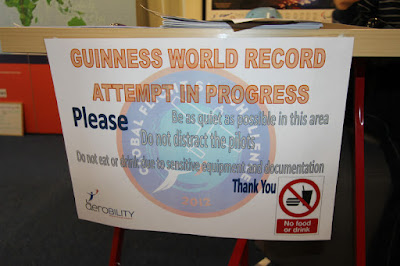 GUINNESS WORLD RECORD
ATTEMPT IN PROGRESS
Please
Be as quiet as possible in this area
Do not distract the pilots
Do not eat or drink due to sensitive equipment and documentation
Thank You
aerobility
2013
No food
or drink